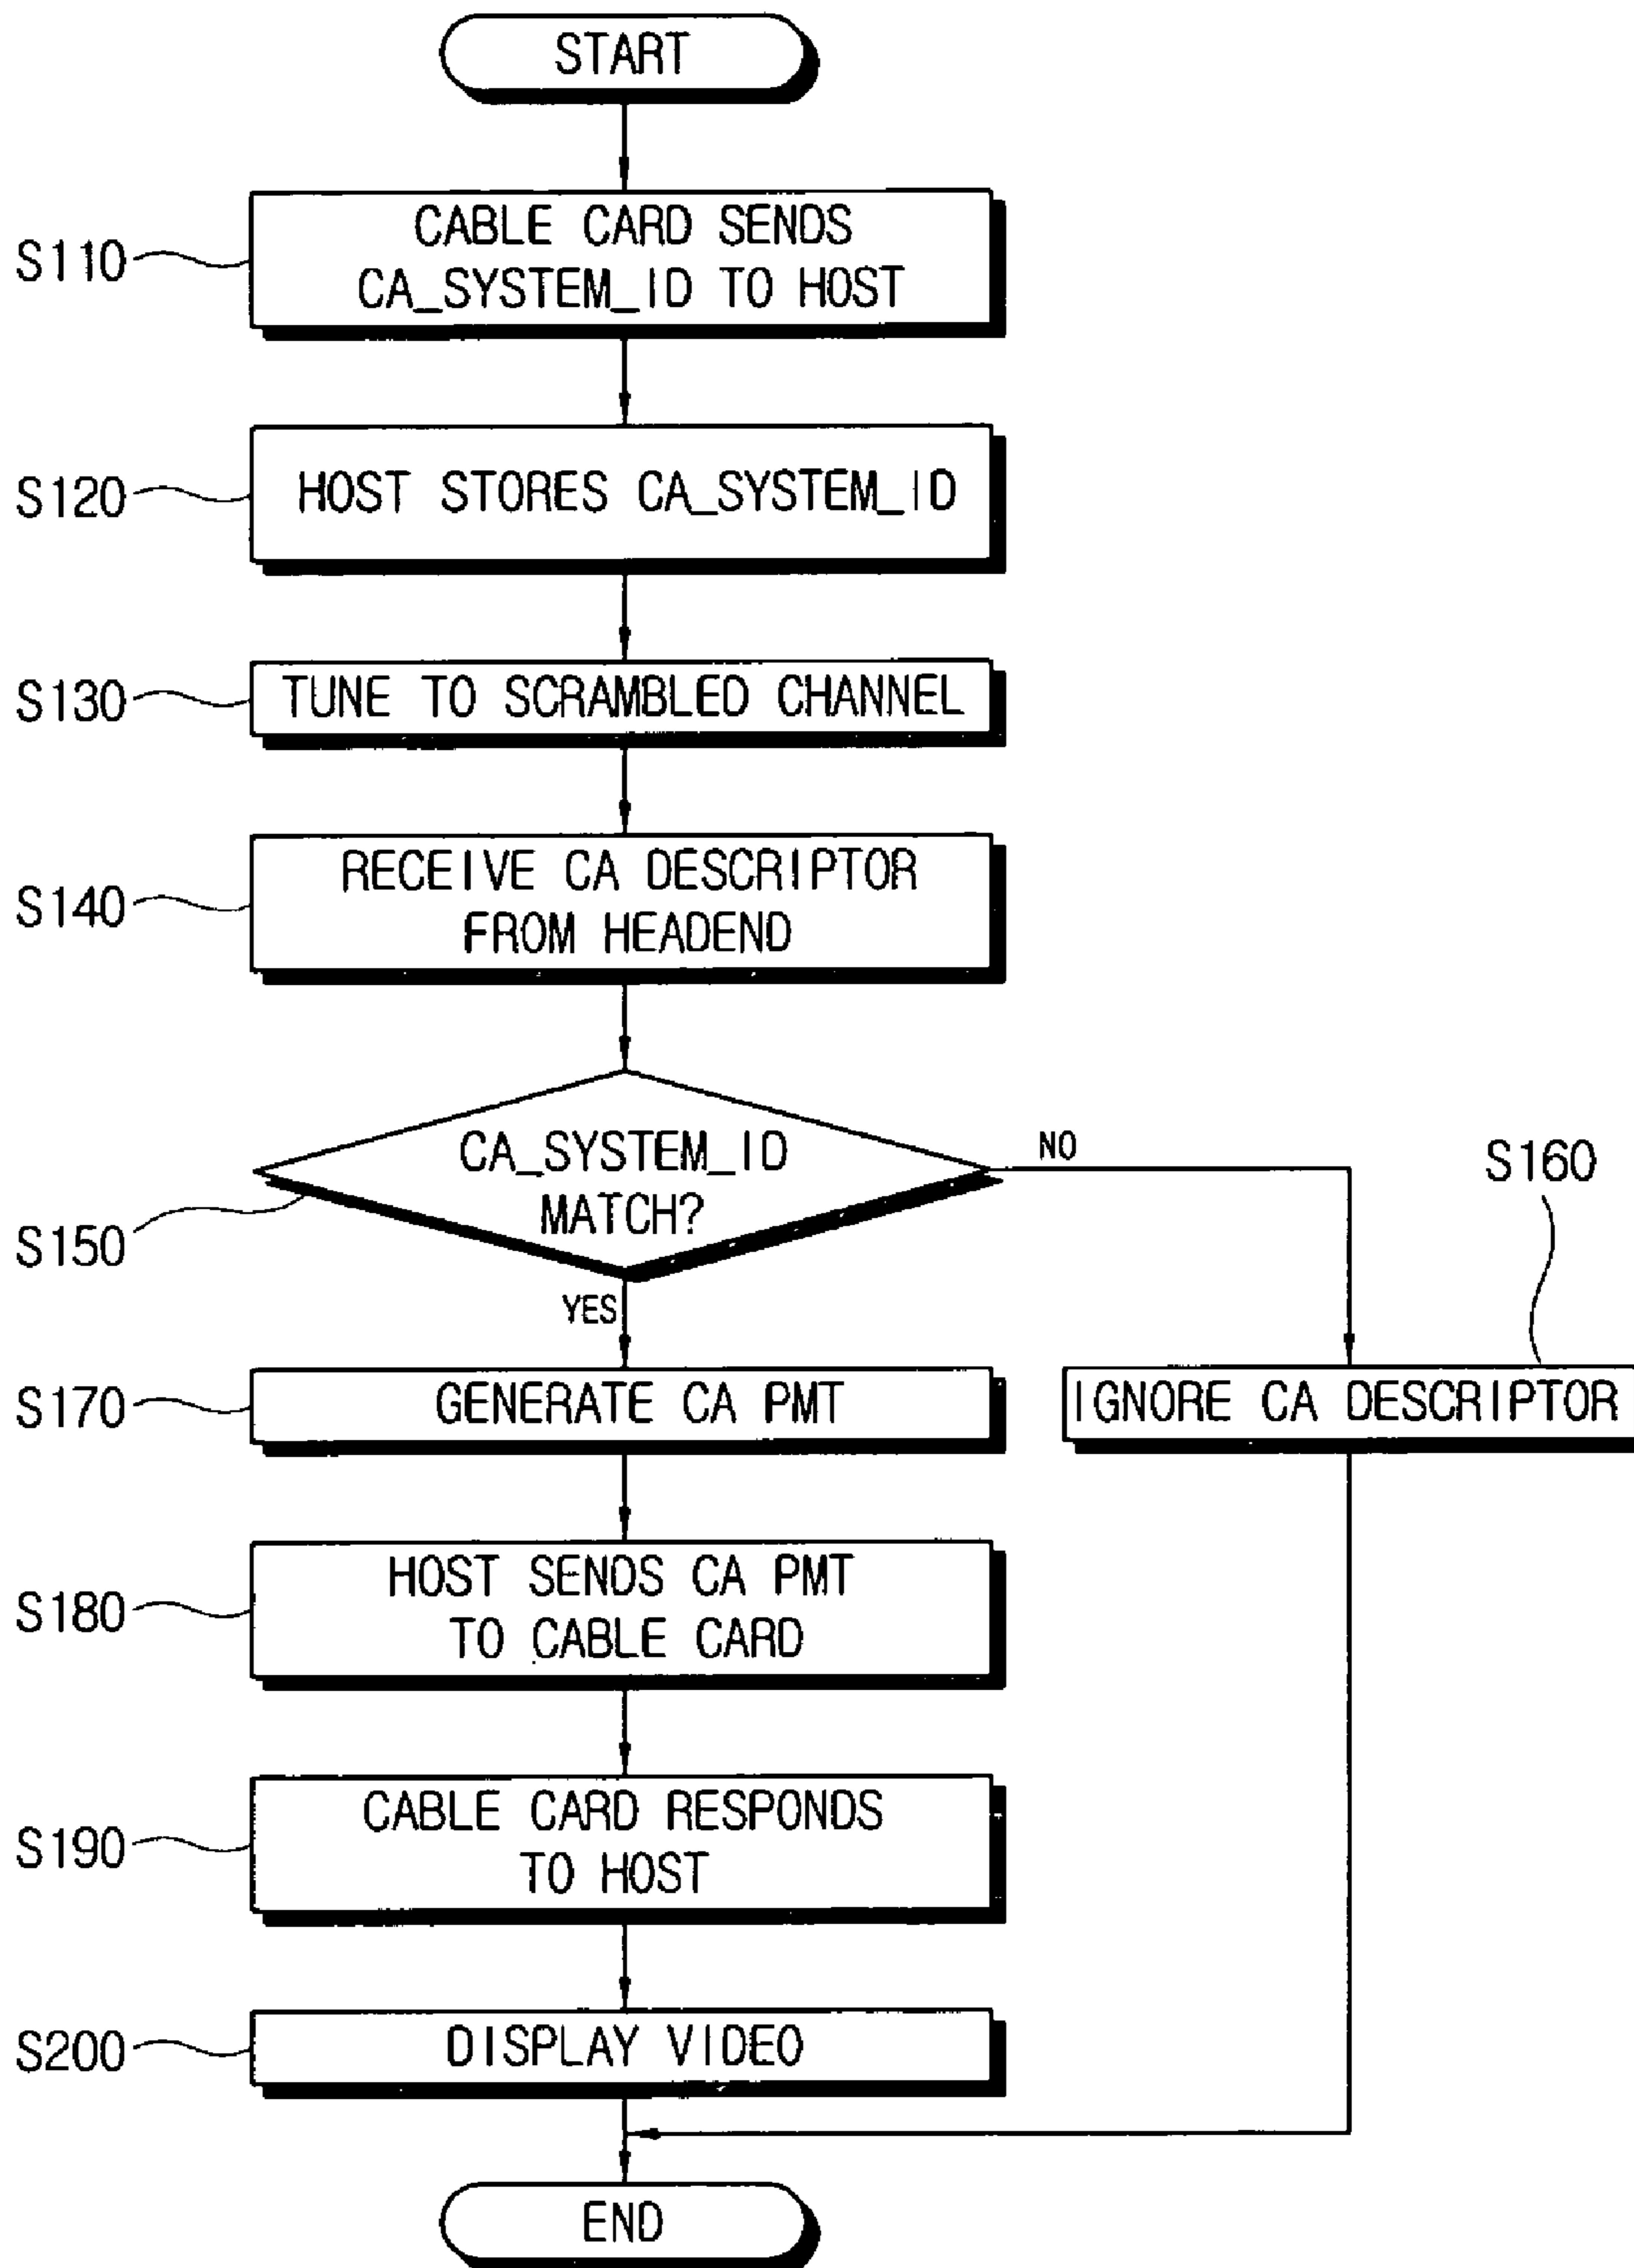 START
S110
CABLE CARD SENDS
CA_SYSTEM_ID TO HOST
S120
HOST STORES CA_SYSTEM_ID
S130
TUNE TO SCRAMBLED CHANNEL
S140
RECEIVE CA DESCRIPTOR
FROM HEADEND
S150
CA_SYSTEM_ID
MATCH?
NO
S160
YES
S170
GENERATE CA PMT
IGNORE CA DESCRIPTOR
S180
HOST SENDS CA PMT
TO CABLE CARD
S190
CABLE CARD RESPONDS
TO HOST
S200
DISPLAY VIDEO
END